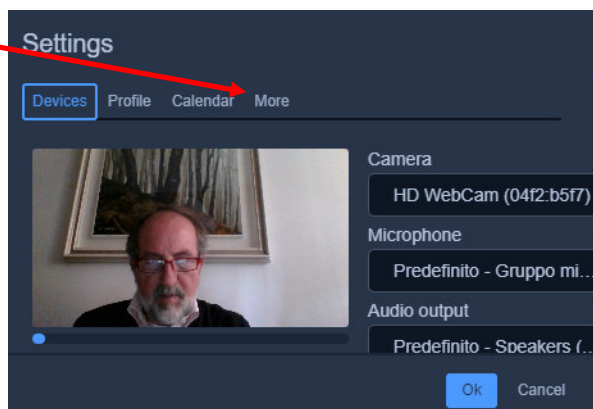 Settings
Devices Profile Calendar More
Camera
HD WebCam (04f2:b5f7)
Microphone
Predefinito - Gruppo mi...
Audio output
Predefinito - Speakers (...
Ok Cancel